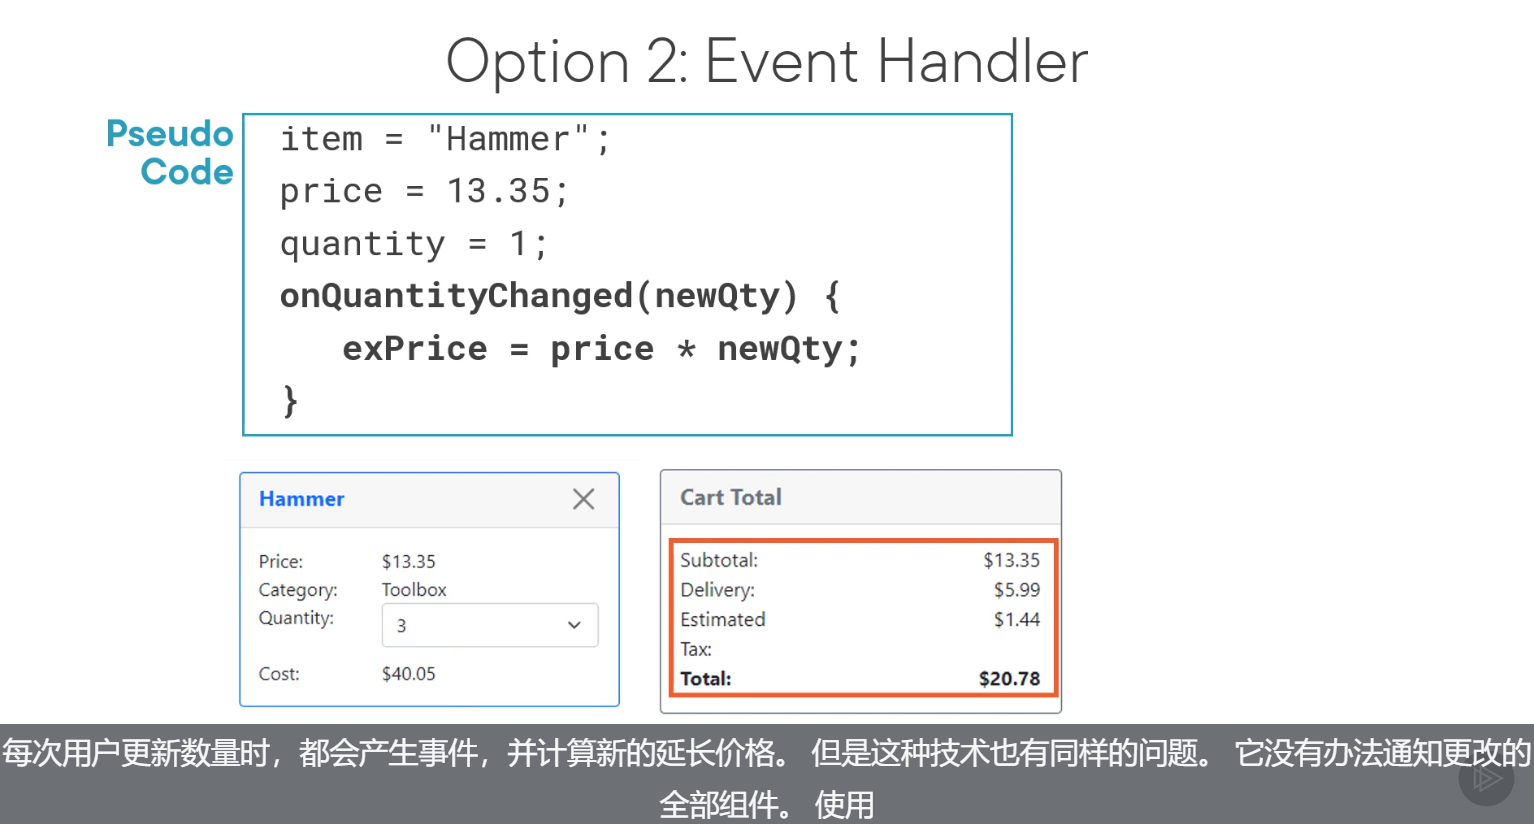 Option 2: Event Handler
Pseudo
Code
item = "Hammer";
price = 13.35;
quantity = 1;
onQuantityChanged(newQty) {
exPrice = price * newQty;
}
Hammer
Price: $13.35
Category: Toolbox
Quantity: 3
Cost: $40.05
Cart Total
Subtotal: $13.35
Delivery: $5.99
Estimated $1.44
Tax:
Total: $20.78
每次用户更新数量时，都会产生事件，并计算新的延长价格。 但是这种技术也有同样的问题。 它没有办法通知更改的
全部组件。 使用